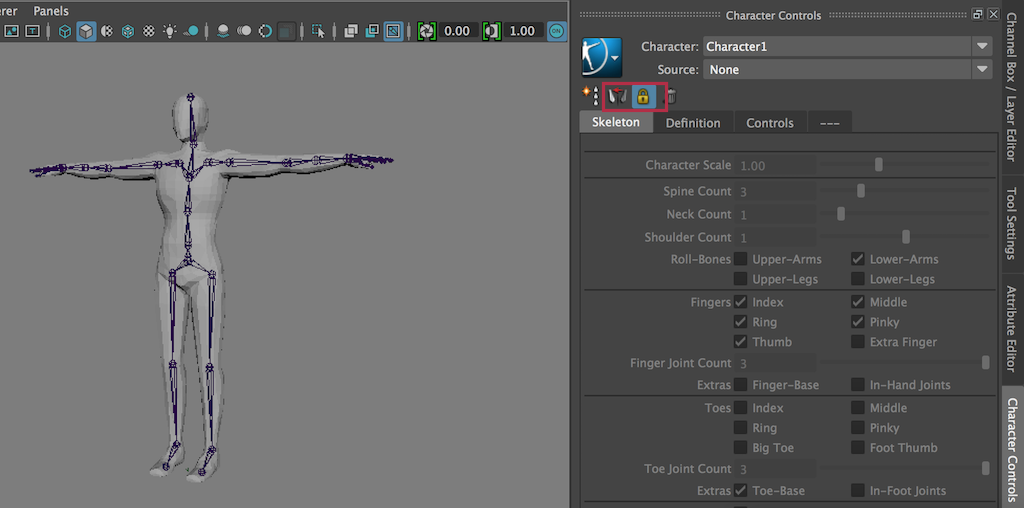 rer Panels
T 0.00 1.00 ON
Character Controls
Character: Character1
Source: None
Skeleton Definition Controls ---
Character Scale 1.00
Spine Count 3
Neck Count 1
Shoulder Count 1
Roll-Bones Upper-Arms Lower-Arms
Upper-Legs Lower-Legs
Fingers Index Middle
Ring Pinky
Thumb Extra Finger
Finger Joint Count 3
Extras Finger-Base In-Hand Joints
Toes Index Middle
Ring Pinky
Big Toe Foot Thumb
Toe Joint Count 3
Extras Toe-Base In-Foot Joints
Channel Box / Layer Editor
Tool Settings
Attribute Editor
Character Controls